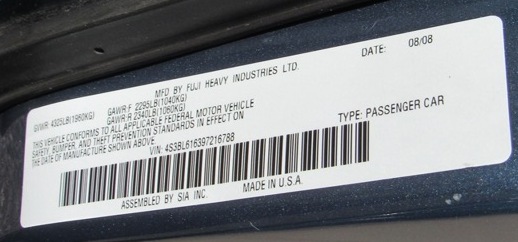 MFD BY FUJI HEAVY INDUSTRIES LTD. DATE: 08/08
GVWR: 4325LB(1960KG) GAWR:F 2295LB(1040KG)
GAWR:R 2340LB(1060KG)
THIS VEHICLE CONFORMS TO ALL APPLICABLE FEDERAL MOTOR VEHICLE
SAFETY, BUMPER, AND THEFT PREVENTION STANDARDS IN EFFECT ON
THE DATE OF MANUFACTURE SHOWN ABOVE
VIN: 4S3BL616397216788 TYPE: PASSENGER CAR
ASSEMBLED BY SIA INC. MADE IN U.S.A.